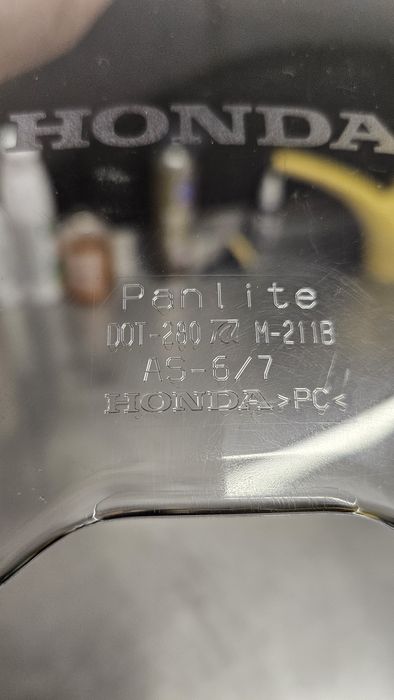 HONDA
Panlite
DOT-280 M-211B
AS-6/7
HONDA >PC<